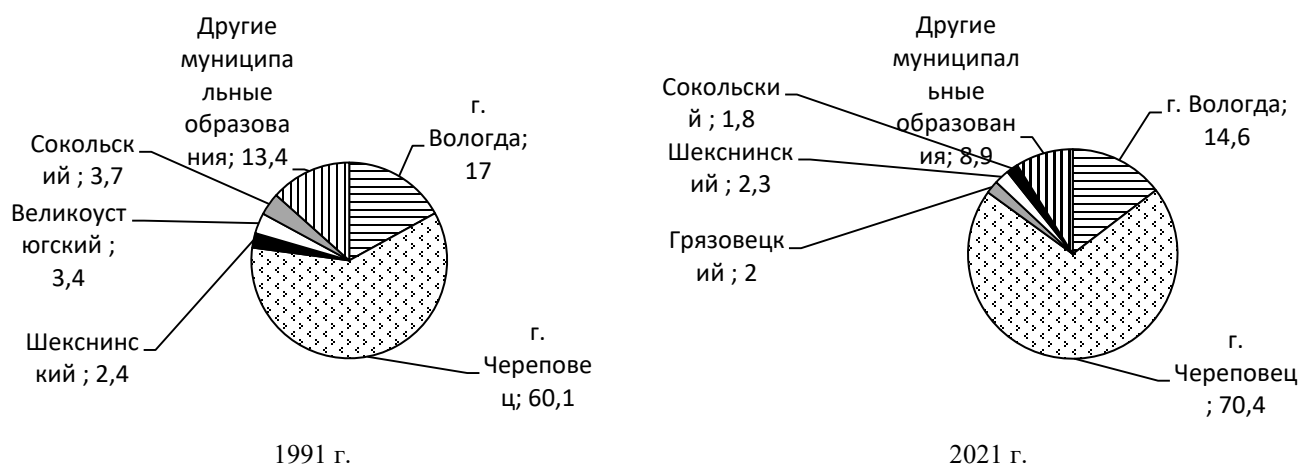 Другие
муниципа
льные
образова
ния; 13,4
г.
Вологда;
17
Сокольск
ий ; 3,7
Великоуст
югский ;
3,4
Шекснинс
кий ; 2,4
г.
Черепове
ц; 60,1
1991 г.
Другие
муниципал
ьные
образован
ия; 8,9
Сокольски
й ; 1,8
г. Вологда;
14,6
Шекснинск
ий ; 2,3
Грязовецк
ий ; 2
г.
Череповец
; 70,4
2021 г.